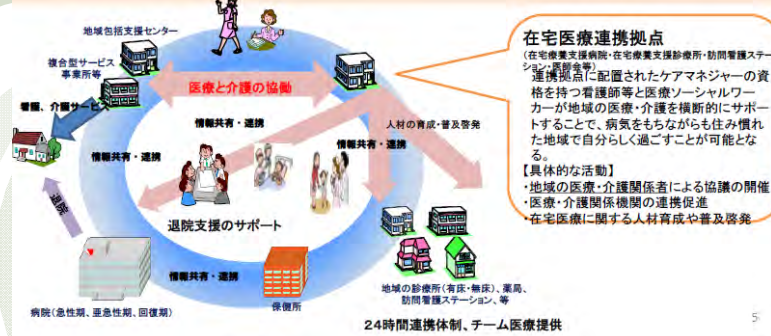 地域包括支援センター
複合型サービス
事業所等
看護、介護サービス
医療と介護の協働
情報共有・連携
人材の育成・普及啓発
情報共有・連携
情報共有・連携
退院
退院支援のサポート
情報共有・連携
病院(急性期、亜急性期、回復期)
保健所
地域の診療所(有床・無床)、薬局、
訪問看護ステーション、等
24時間連携体制、チーム医療提供
在宅医療連携拠点
(在宅療養支援病院・在宅療養支援診療所・訪問看護ステー
ション・医師会等)
連携拠点に配置されたケアマネジャーの資
格を持つ看護師等と医療ソーシャルワー
カーが地域の医療・介護を横断的にサポー
トすることで、病気をもちながらも住み慣れ
た地域で自分らしく過ごすことが可能とな
る。
【具体的な活動】
・地域の医療・介護関係者による協議の開催
・医療・介護関係機関の連携促進
・在宅医療に関する人材育成や普及啓発
5